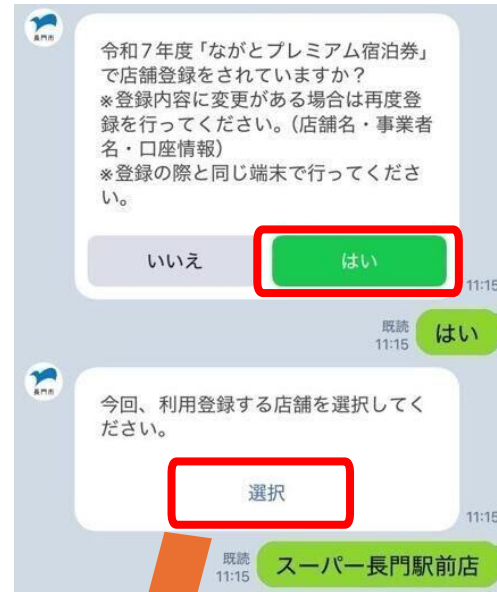 長門市
令和7年度「ながとプレミアム宿泊券」
で店舗登録をされていますか？
※登録内容に変更がある場合は再度登
録を行ってください。（店舗名・事業者
名・口座情報）
※登録の際と同じ端末で行ってくださ
い。
いいえ
はい
11:15
既読
11:15
はい
長門市
今回、利用登録する店舗を選択してく
ださい。
選択
11:15
既読
11:15
スーパー長門駅前店